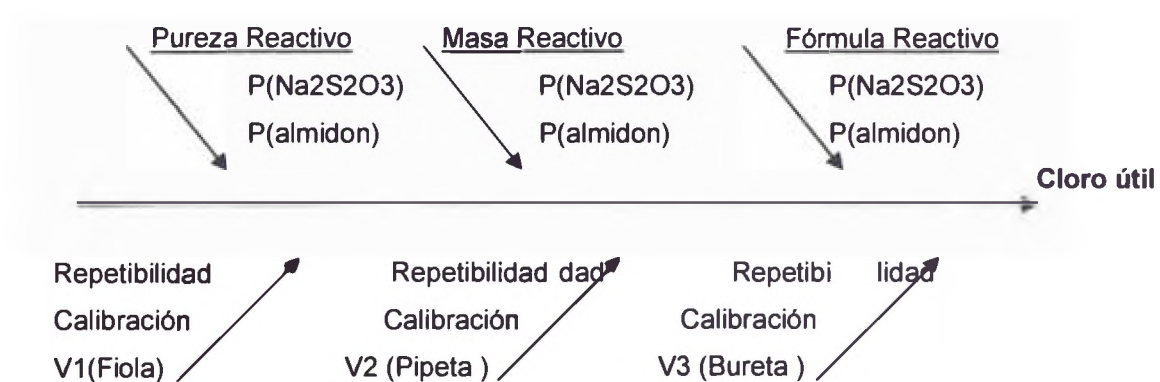 Pureza Reactivo Masa Reactivo Fórmula Reactivo
P(Na2S2O3) P(Na2S2O3) P(Na2S2O3)
P(almidon) P(almidon) P(almidon)
Cloro útil
Repetibilidad Repetibilidad dad Repetibi lidad
Calibración Calibración Calibración
V1(Fiola) V2 (Pipeta ) V3 (Bureta )